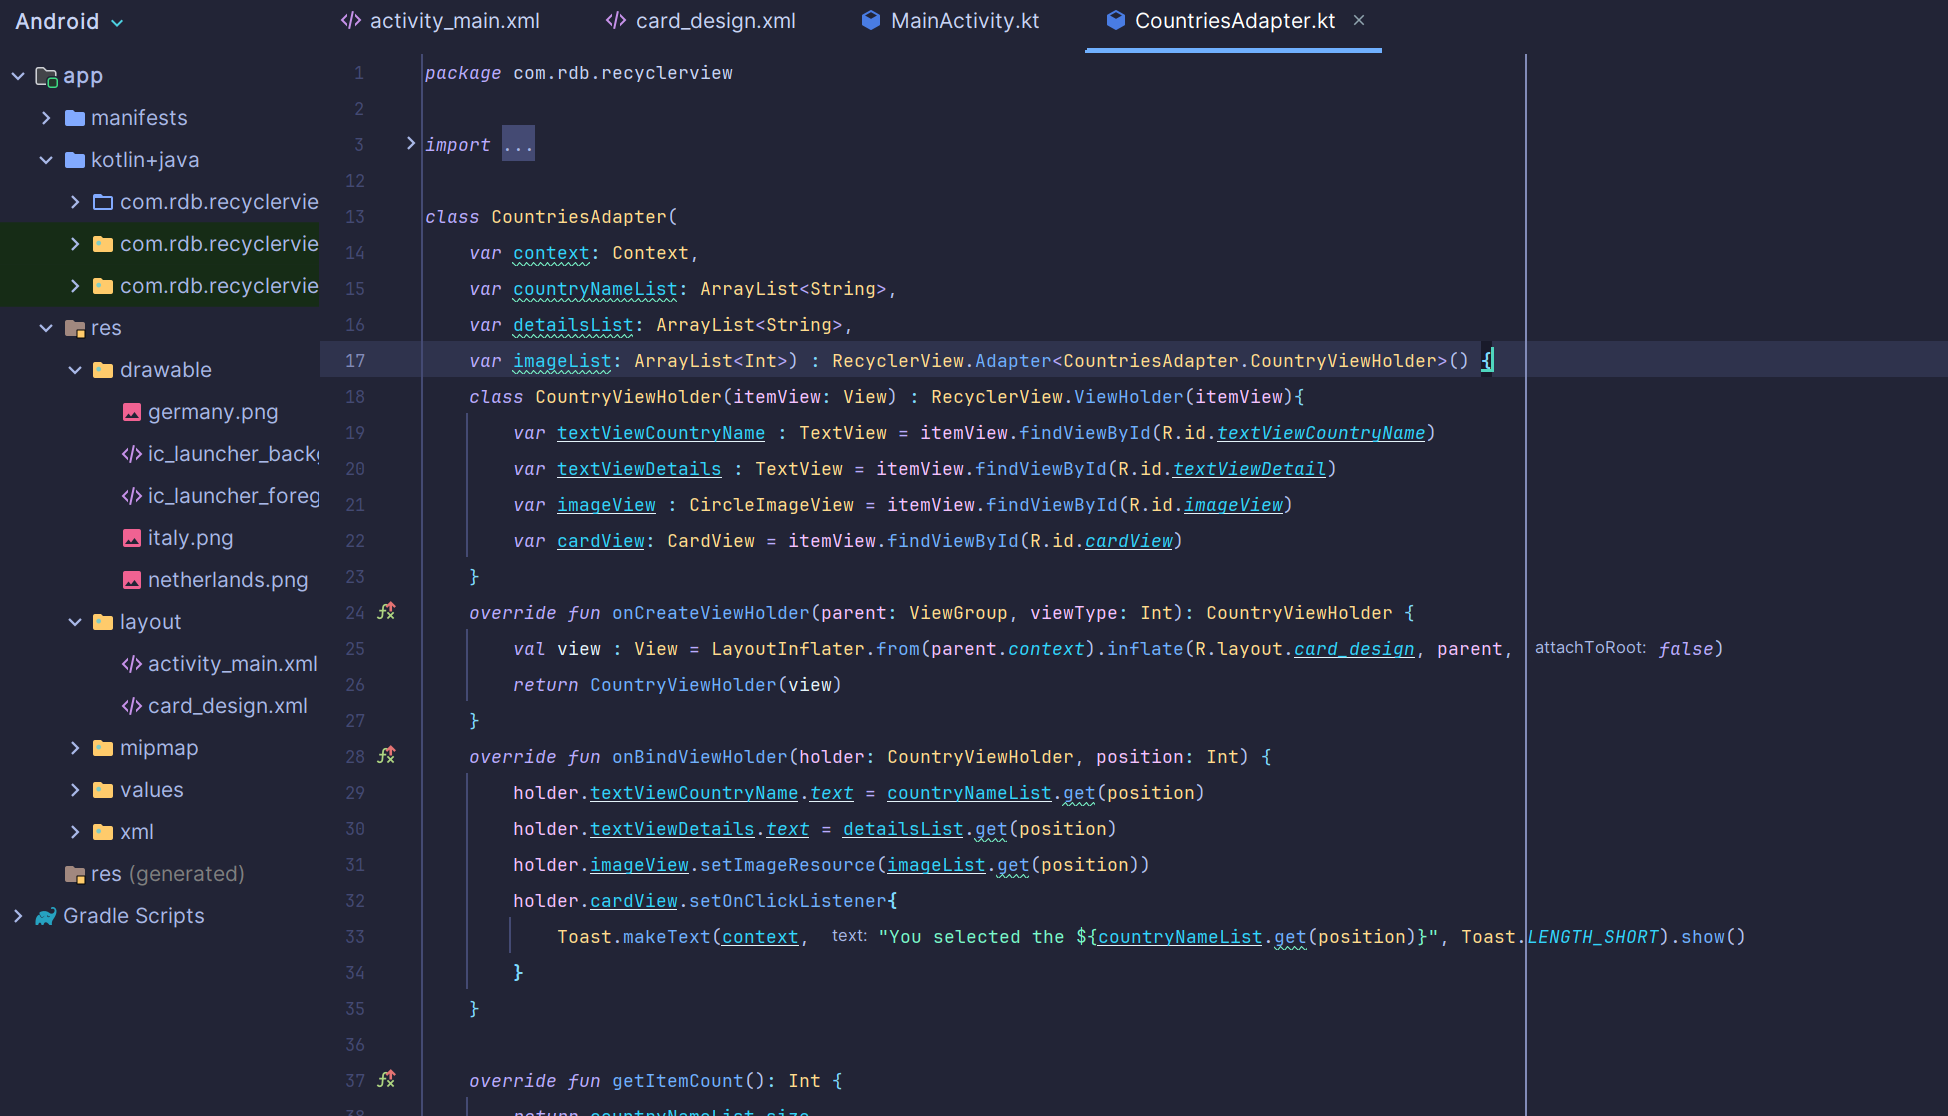 Android
activity_main.xml
card_design.xml
MainActivity.kt
CountriesAdapter.kt
app
manifests
kotlin+java
com.rdb.recyclervie
com.rdb.recyclervie
com.rdb.recyclervie
res
drawable
germany.png
ic_launcher_backg
ic_launcher_foreg
italy.png
netherlands.png
layout
activity_main.xml
card_design.xml
mipmap
values
xml
res (generated)
Gradle Scripts
1 package com.rdb.recyclerview
2
3 import ...
12
13 class CountriesAdapter(
14 var context: Context,
15 var countryNameList: ArrayList<String>,
16 var detailsList: ArrayList<String>,
17 var imageList: ArrayList<Int>) : RecyclerView.Adapter<CountriesAdapter.CountryViewHolder>() {
18 class CountryViewHolder(itemView: View) : RecyclerView.ViewHolder(itemView){
19 var textViewCountryName : TextView = itemView.findViewById(R.id.textViewCountryName)
20 var textViewDetails : TextView = itemView.findViewById(R.id.textViewDetail)
21 var imageView : CircleImageView = itemView.findViewById(R.id.imageView)
22 var cardView: CardView = itemView.findViewById(R.id.cardView)
23 }
24 override fun onCreateViewHolder(parent: ViewGroup, viewType: Int): CountryViewHolder {
25 val view : View = LayoutInflater.from(parent.context).inflate(R.layout.card_design, parent, attachToRoot: false)
26 return CountryViewHolder(view)
27 }
28 override fun onBindViewHolder(holder: CountryViewHolder, position: Int) {
29 holder.textViewCountryName.text = countryNameList.get(position)
30 holder.textViewDetails.text = detailsList.get(position)
31 holder.imageView.setImageResource(imageList.get(position))
32 holder.cardView.setOnClickListener{
33 Toast.makeText(context, text: "You selected the ${countryNameList.get(position)}", Toast.LENGTH_SHORT).show()
34 }
35 }
36
37 override fun getItemCount(): Int {
38 return countryNameList.size